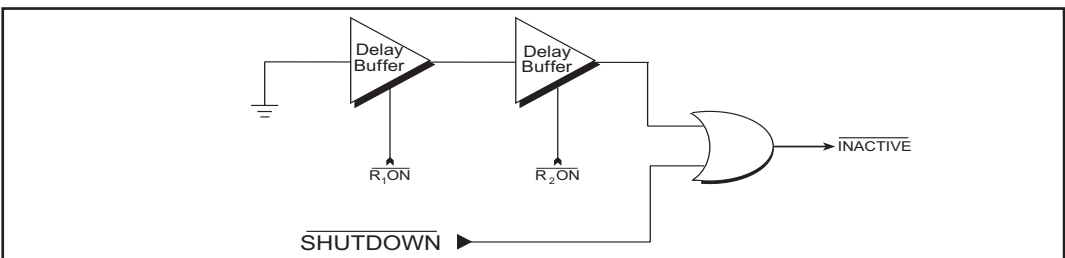 Delay
Buffer
Delay
Buffer
R1ON
R2ON
INACTIVE
SHUTDOWN